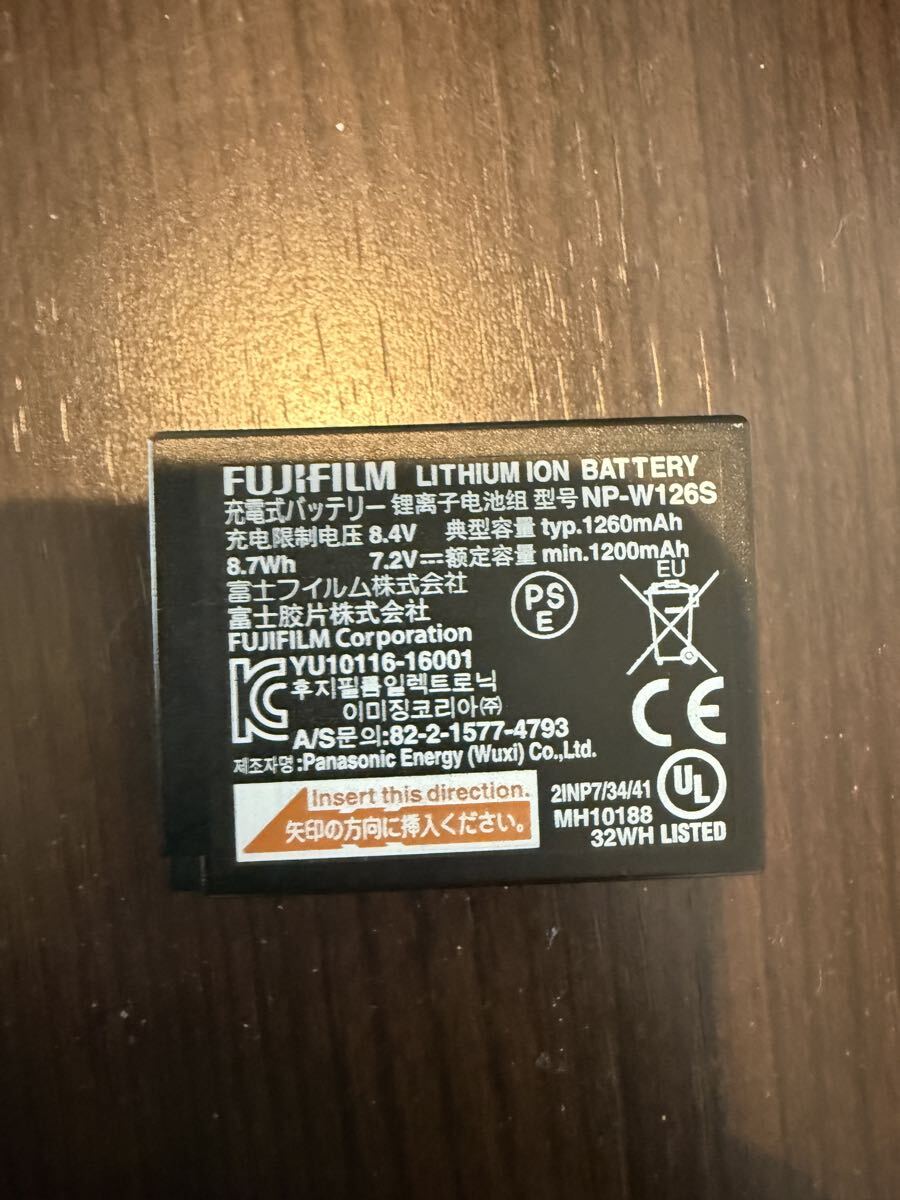 FUJIFILM LITHIUM ION BATTERY
充電式バッテリー 锂离子电池组 型号 NP-W126S
充电限制电压 8.4V 典型容量 typ.1260mAh
8.7Wh 7.2V⎓额定容量 min.1200mAh
富士フイルム株式会社
富士胶片株式会社
FUJIFILM Corporation
PS
E
EU
YU10116-16001
후지필름일렉트로닉
이미징코리아㈜
A/S문의:82-2-1577-4793
제조자명:Panasonic Energy (Wuxi) Co.,Ltd.
CE
Insert this direction.
矢印の方向に挿入ください。
2INP7/34/41
MH10188
32WH
UL
LISTED